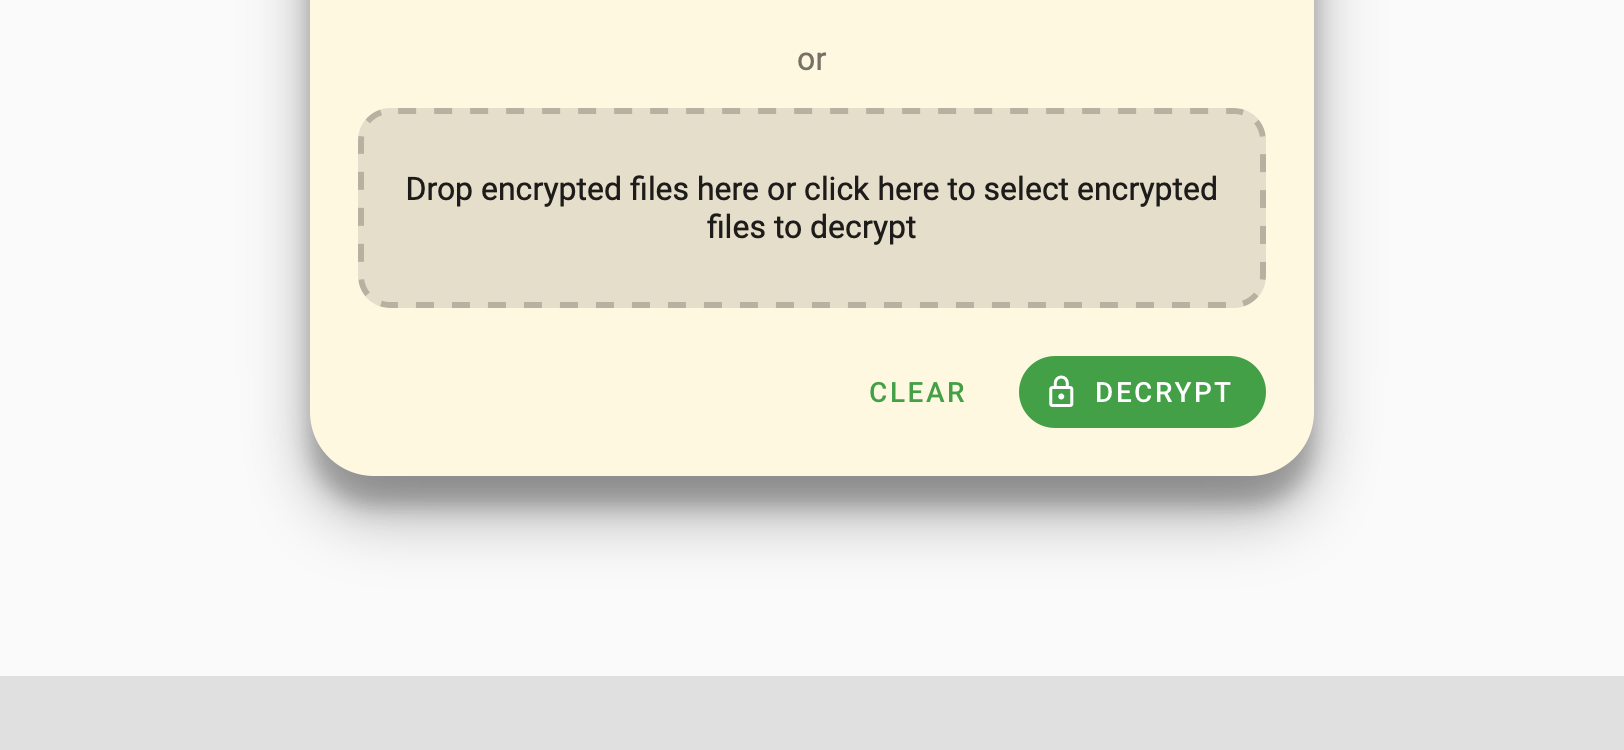 or
Drop encrypted files here or click here to select encrypted
files to decrypt
CLEAR
DECRYPT